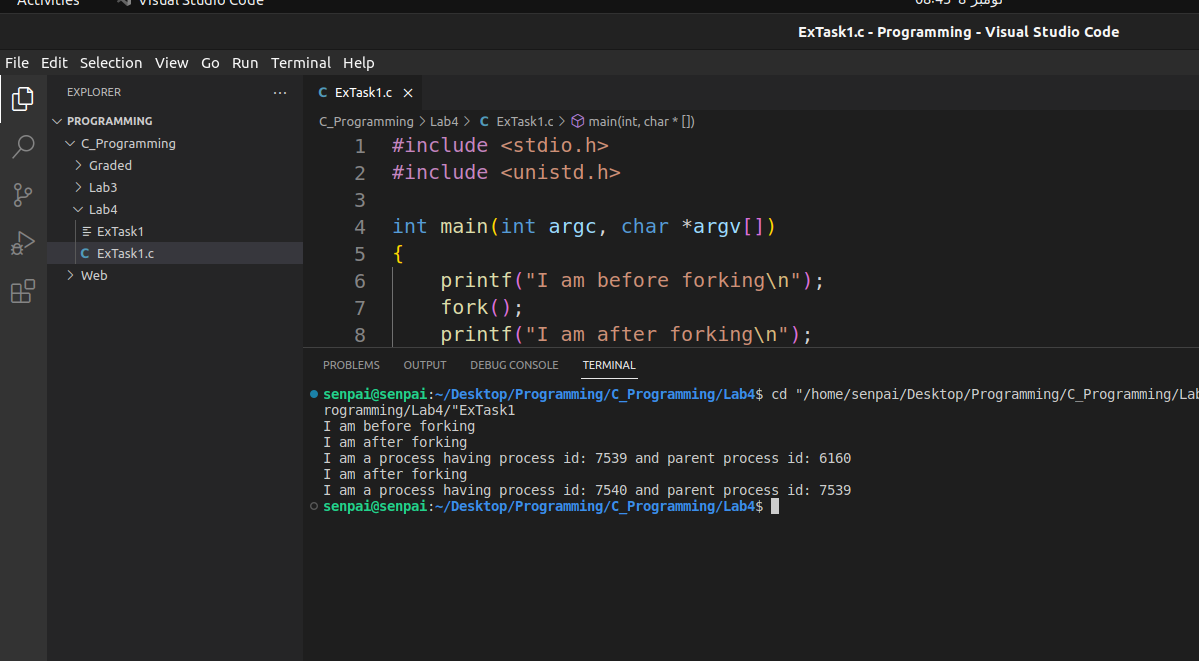 Activities Visual Studio Code 08:45 8 نومبر
ExTask1.c - Programming - Visual Studio Code
File Edit Selection View Go Run Terminal Help
EXPLORER ...
PROGRAMMING
C_Programming
Graded
Lab3
Lab4
ExTask1
C ExTask1.c
Web
C ExTask1.c ×
C_Programming > Lab4 > C ExTask1.c > main(int, char * [])
1 #include <stdio.h>
2 #include <unistd.h>
3
4 int main(int argc, char *argv[])
5 {
6 printf("I am before forking\n");
7 fork();
8 printf("I am after forking\n");
PROBLEMS OUTPUT DEBUG CONSOLE TERMINAL
senpai@senpai:~/Desktop/Programming/C_Programming/Lab4$ cd "/home/senpai/Desktop/Programming/C_Programming/Lab
rogramming/Lab4/"ExTask1
I am before forking
I am after forking
I am a process having process id: 7539 and parent process id: 6160
I am after forking
I am a process having process id: 7540 and parent process id: 7539
senpai@senpai:~/Desktop/Programming/C_Programming/Lab4$